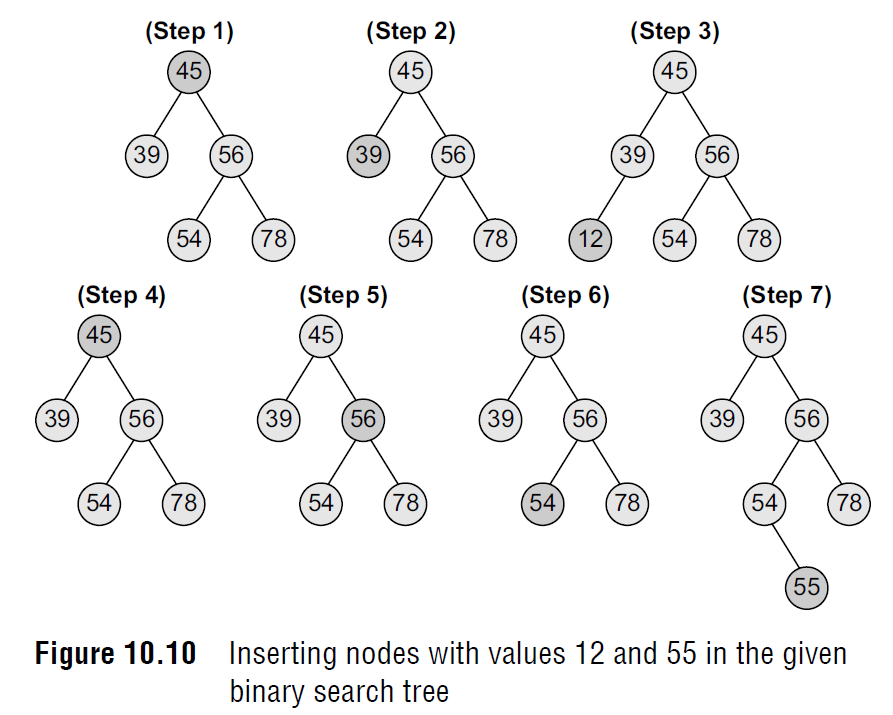 (Step 1) (Step 2) (Step 3)
45 45 45
39 56 39 56 39 56
54 78 54 78 12 54 78
(Step 4) (Step 5) (Step 6) (Step 7)
45 45 45 45
39 56 39 56 39 56 39 56
54 78 54 78 54 78 54 78
55
Figure 10.10 Inserting nodes with values 12 and 55 in the given
binary search tree